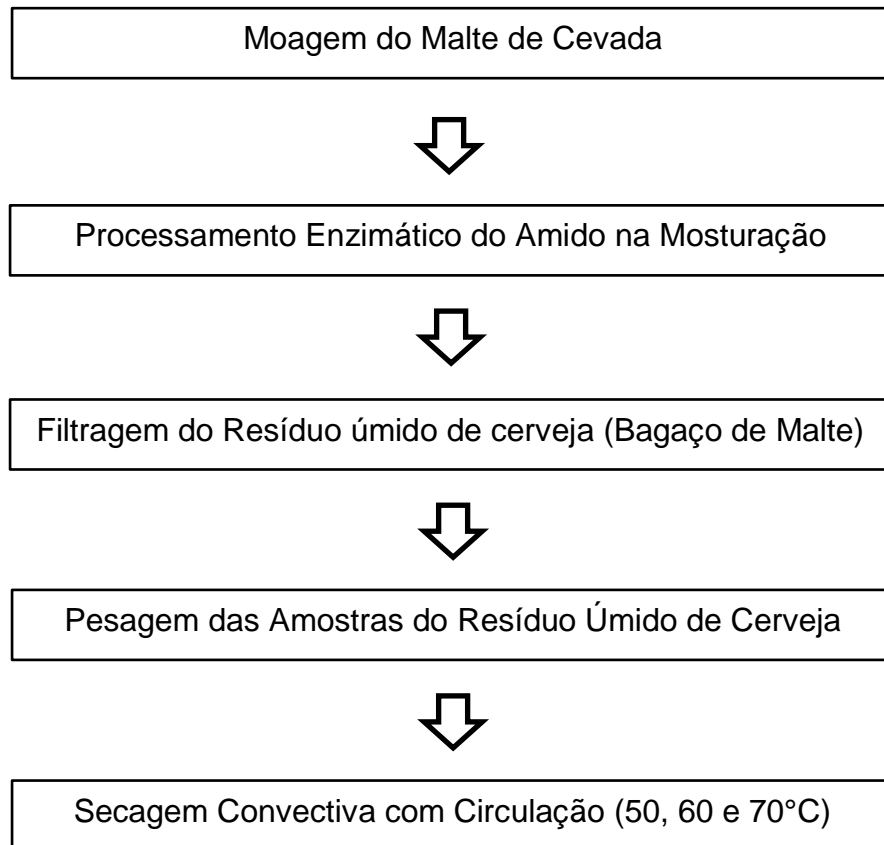 Moagem do Malte de Cevada
Processamento Enzimático do Amido na Mosturação
Filtragem do Resíduo úmido de cerveja (Bagaço de Malte)
Pesagem das Amostras do Resíduo Úmido de Cerveja
Secagem Convectiva com Circulação (50, 60 e 70°C)